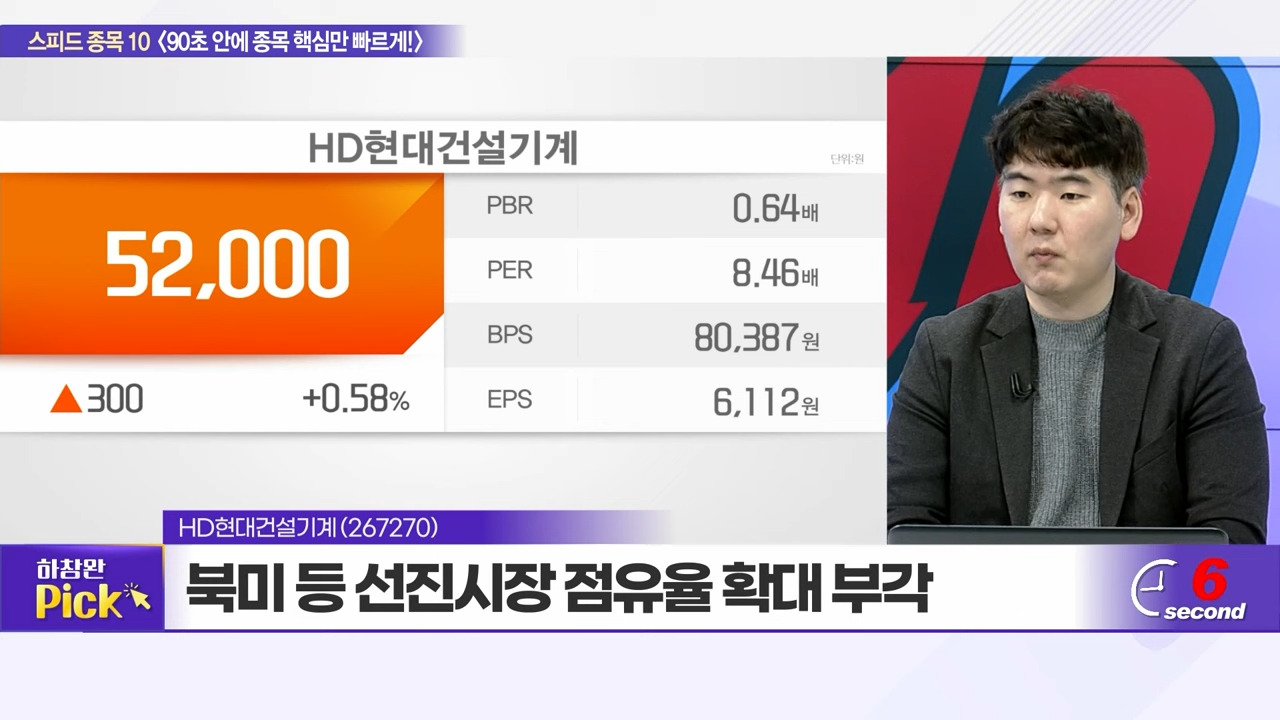 스피드 종목 10 〈90초 안에 종목 핵심만 빠르게!〉
HD현대건설기계
단위:원
52,000
▲300 +0.58%
PBR 0.64배
PER 8.46배
BPS 80,387원
EPS 6,112원
HD현대건설기계(267270)
하창완
Pick
북미 등 선진시장 점유율 확대 부각
6
second